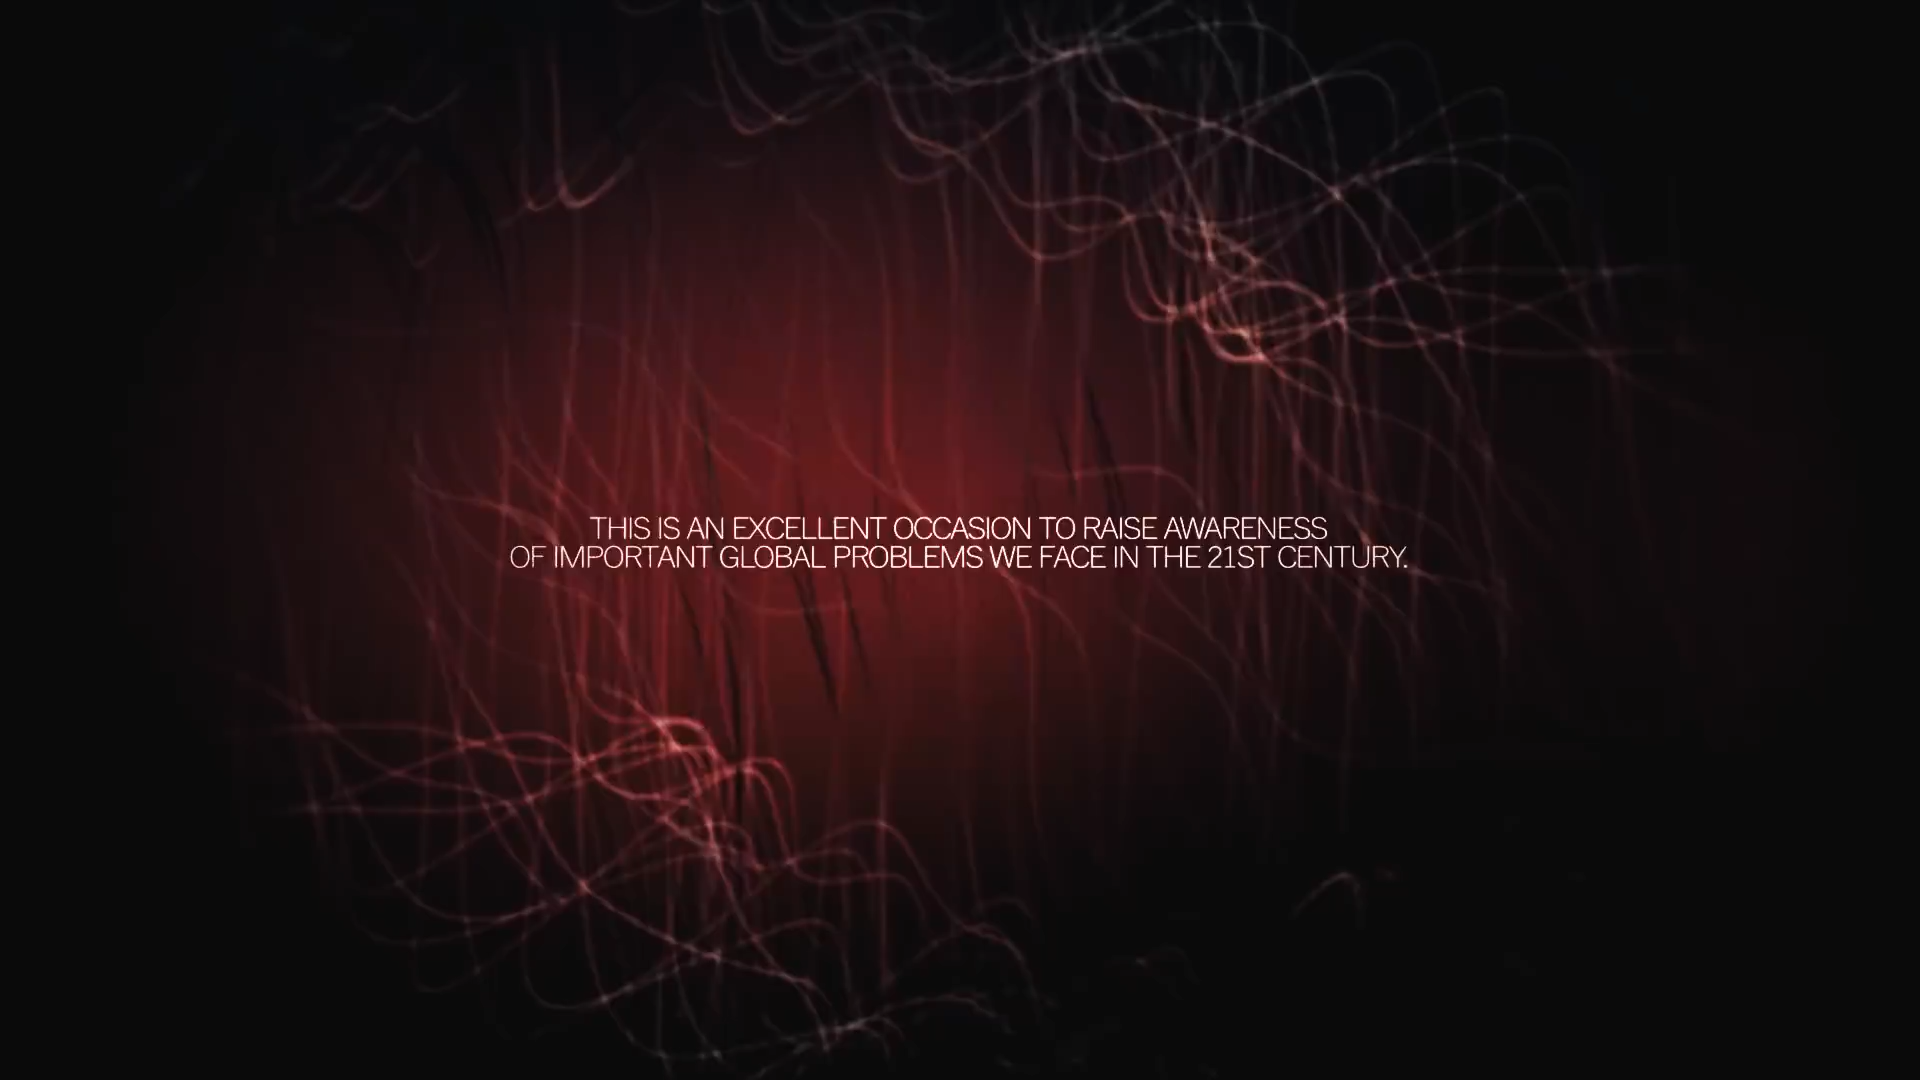 THIS IS AN EXCELLENT OCCASION TO RAISE AWARENESS
OF IMPORTANT GLOBAL PROBLEMS WE FACE IN THE 21ST CENTURY.